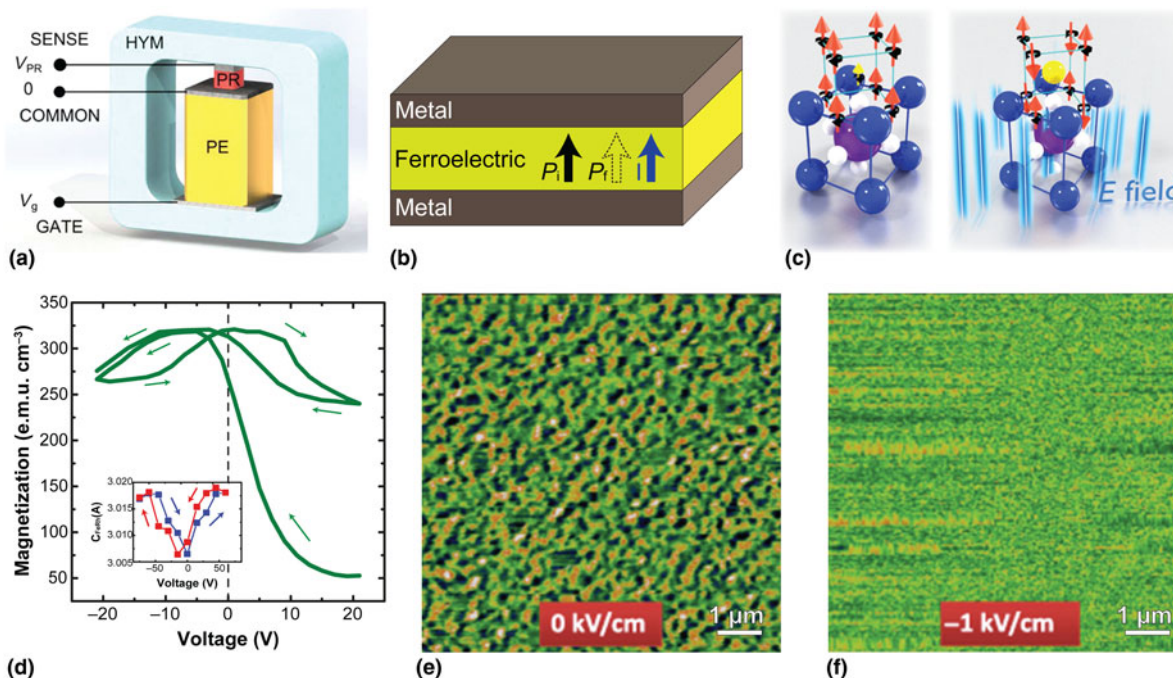 SENSE
HYM
V_PR
PR
0
COMMON
PE
V_g
GATE
(a)
Metal
Ferroelectric
P_i
P_f
I
Metal
(b)
E field
(c)
Magnetization (e.m.u. cm⁻³)
350
300
250
200
150
100
50
3.020
3.015
3.010
3.005
–50
0
50
Voltage (V)
–20
–10
0
10
20
Voltage (V)
(d)
0 kV/cm
1 μm
(e)
–1 kV/cm
1 μm
(f)